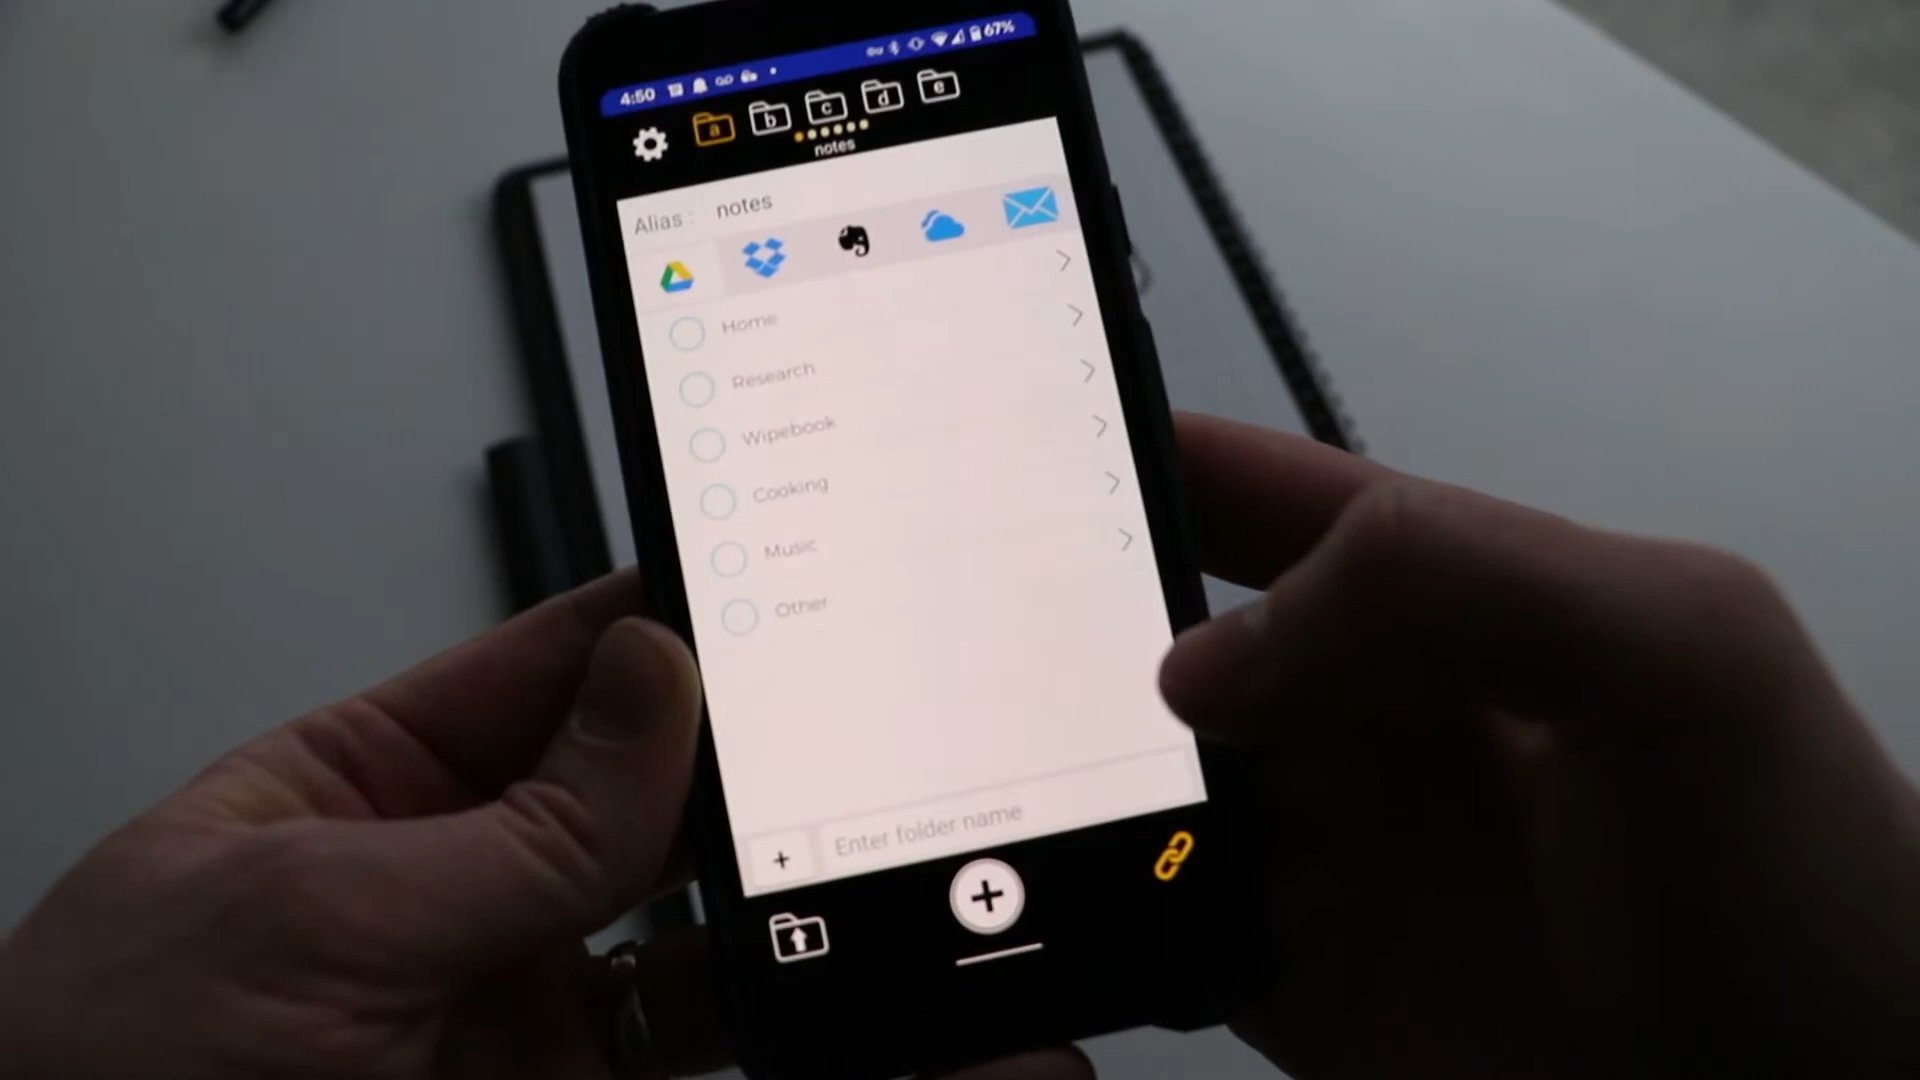 4:50 67%
a b c d e
notes
Alias : notes
Home
Research
Wipebook
Cooking
Music
Other
+ Enter folder name
+